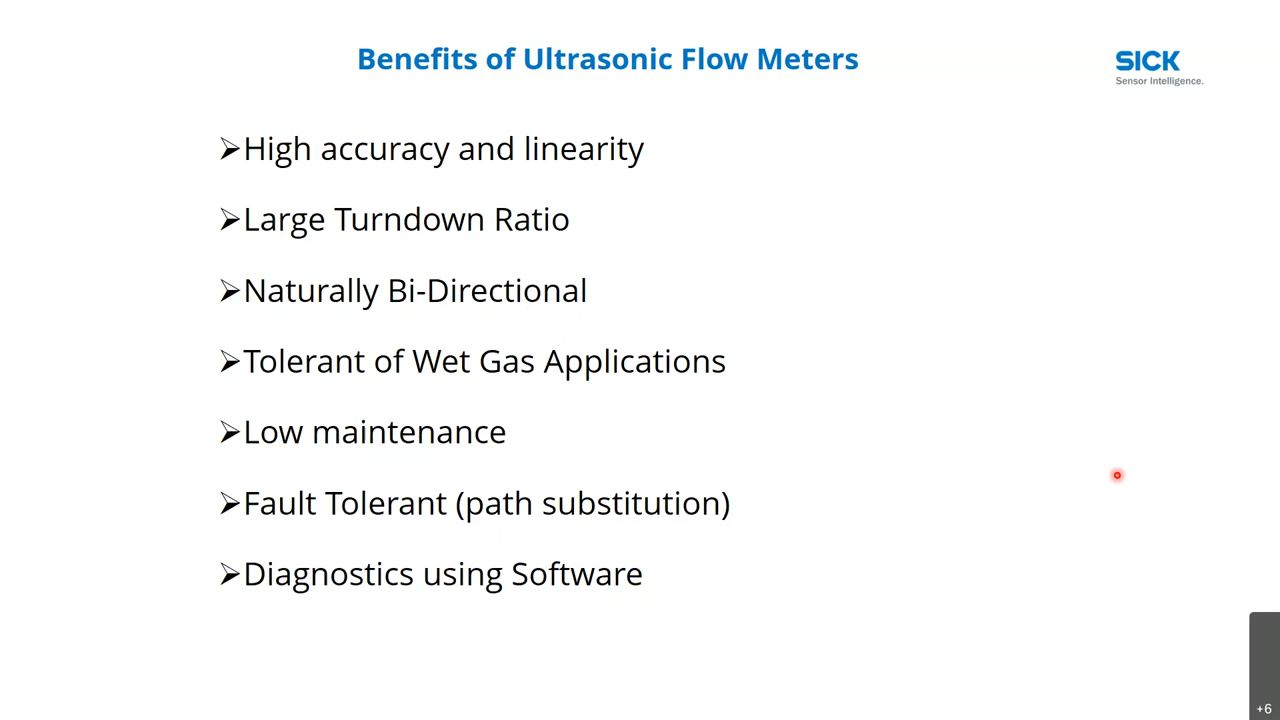 Benefits of Ultrasonic Flow Meters
SICK
Sensor Intelligence.
➢High accuracy and linearity
➢Large Turndown Ratio
➢Naturally Bi-Directional
➢Tolerant of Wet Gas Applications
➢Low maintenance
➢Fault Tolerant (path substitution)
➢Diagnostics using Software
+6